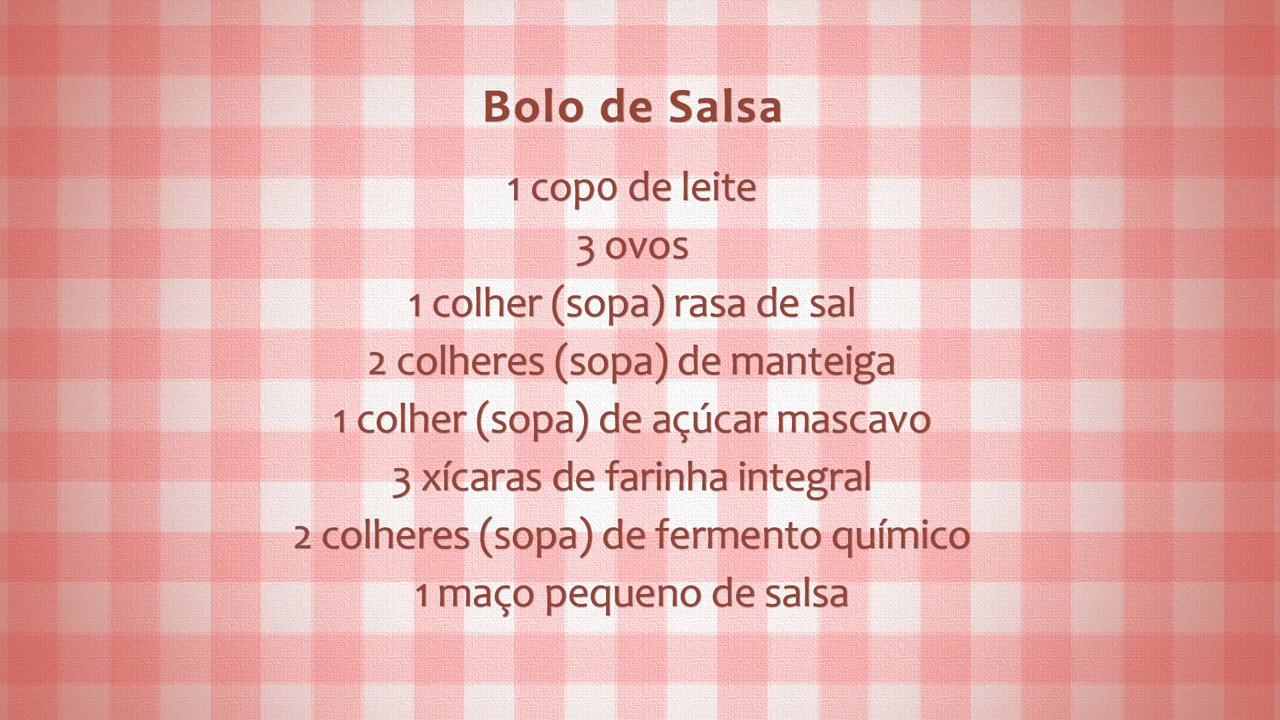 Bolo de Salsa
1 cop0 de leite
3 ovos
1 colher (sopa) rasa de sal
2 colheres (sopa) de manteiga
1 colher (sopa) de açúcar mascavo
3 xícaras de farinha integral
2 colheres (sopa) de fermento químico
1 maço pequeno de salsa